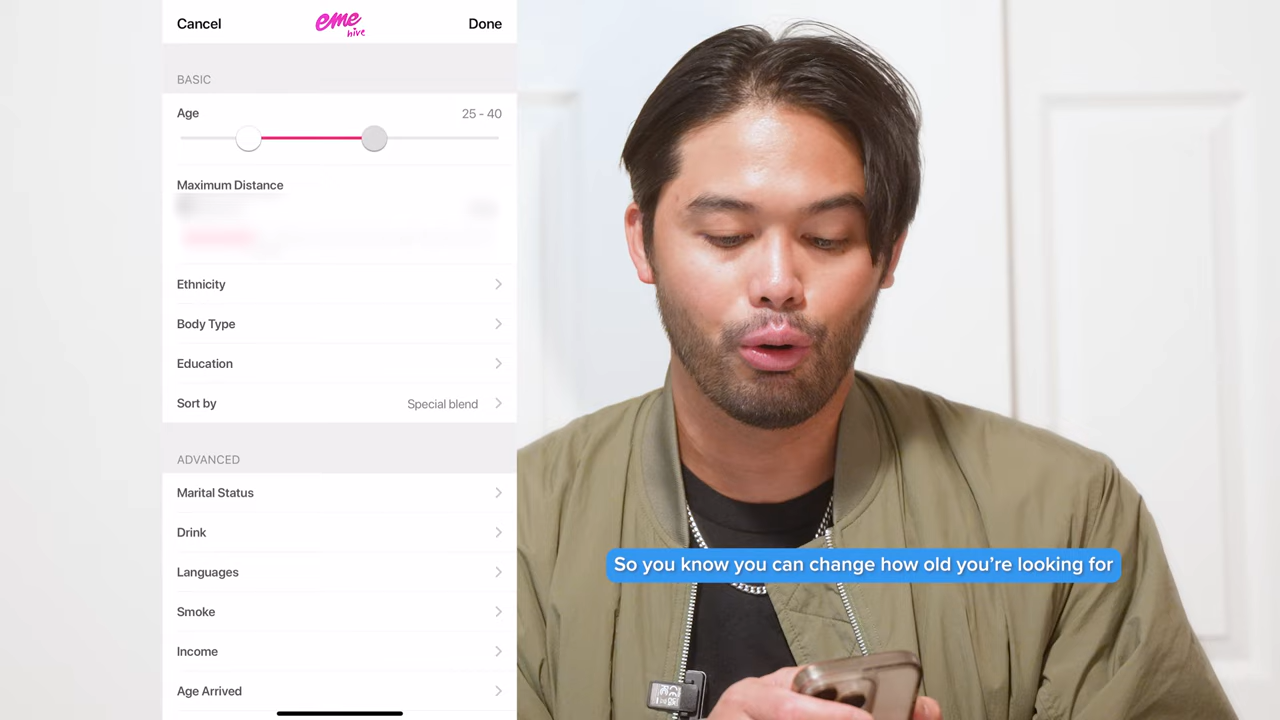 Cancel
eme
hive
Done
BASIC
Age
25 - 40
Maximum Distance
Ethnicity
Body Type
Education
Sort by
Special blend
ADVANCED
Marital Status
Drink
Languages
Smoke
Income
Age Arrived
So you know you can change how old you’re looking for